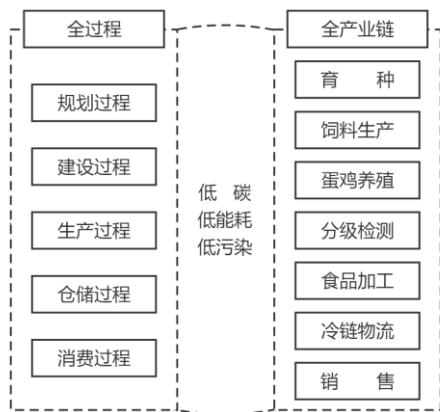 全过程
规划过程
建设过程
生产过程
仓储过程
消费过程
低 碳
低能耗
低污染
全产业链
育 种
饲料生产
蛋鸡养殖
分级检测
食品加工
冷链物流
销 售